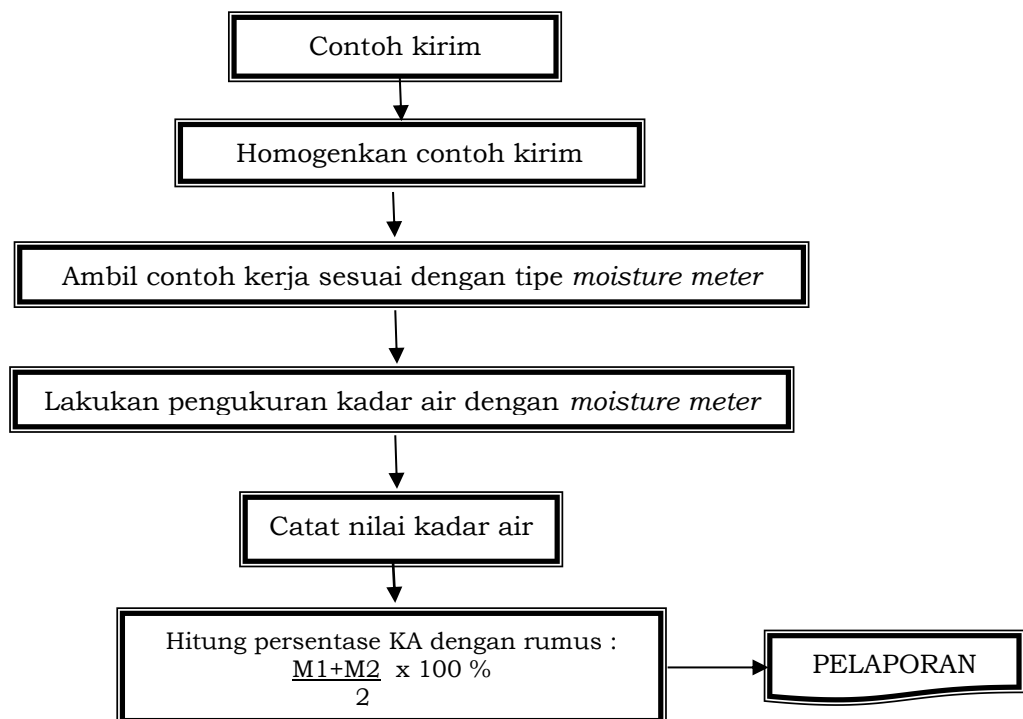 Contoh kirim
Homogenkan contoh kirim
Ambil contoh kerja sesuai dengan tipe moisture meter
Lakukan pengukuran kadar air dengan moisture meter
Catat nilai kadar air
Hitung persentase KA dengan rumus :
M1+M2 x 100 %
2
PELAPORAN